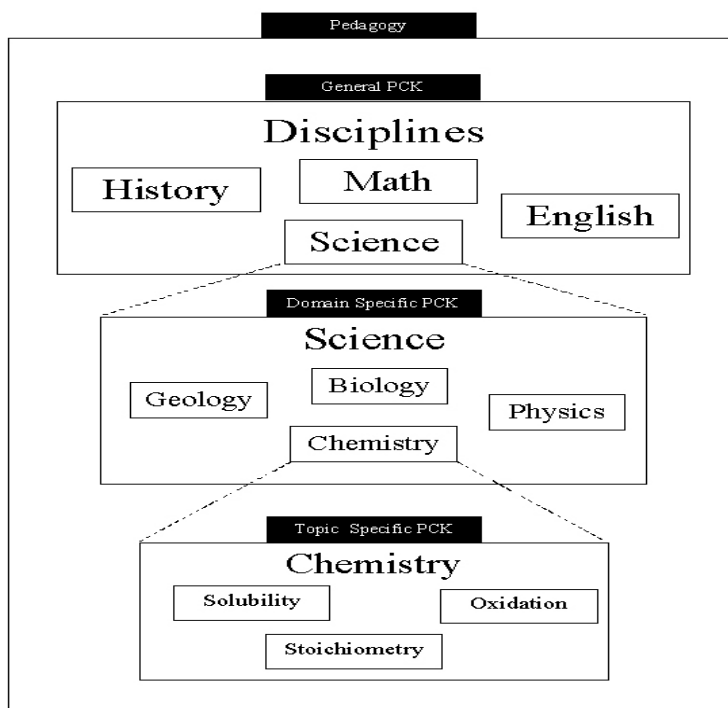 Pedagogy
General PCK
Disciplines
History
Math
English
Science
Domain Specific PCK
Science
Geology
Biology
Physics
Chemistry
Topic Specific PCK
Chemistry
Solubility
Oxidation
Stoichiometry